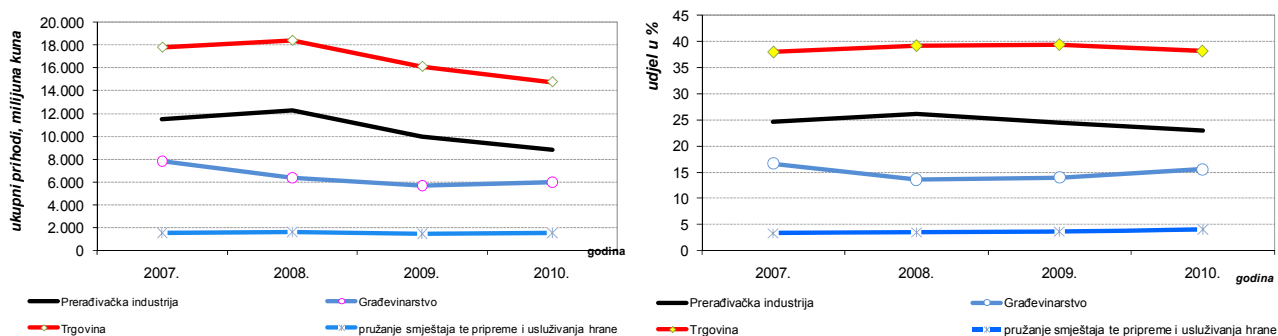 ukupni prihodi, milijuna kuna
20.000
18.000
16.000
14.000
12.000
10.000
8.000
6.000
4.000
2.000
0
2007.
2008.
2009.
2010.
godina
Prerađivačka industrija
Građevinarstvo
Trgovina
pružanje smještaja te pripreme i usluživanja hrane
udjel u %
45
40
35
30
25
20
15
10
5
0
2007.
2008.
2009.
2010.
godina
Prerađivačka industrija
Građevinarstvo
Trgovina
pružanje smještaja te pripreme i usluživanja hrane